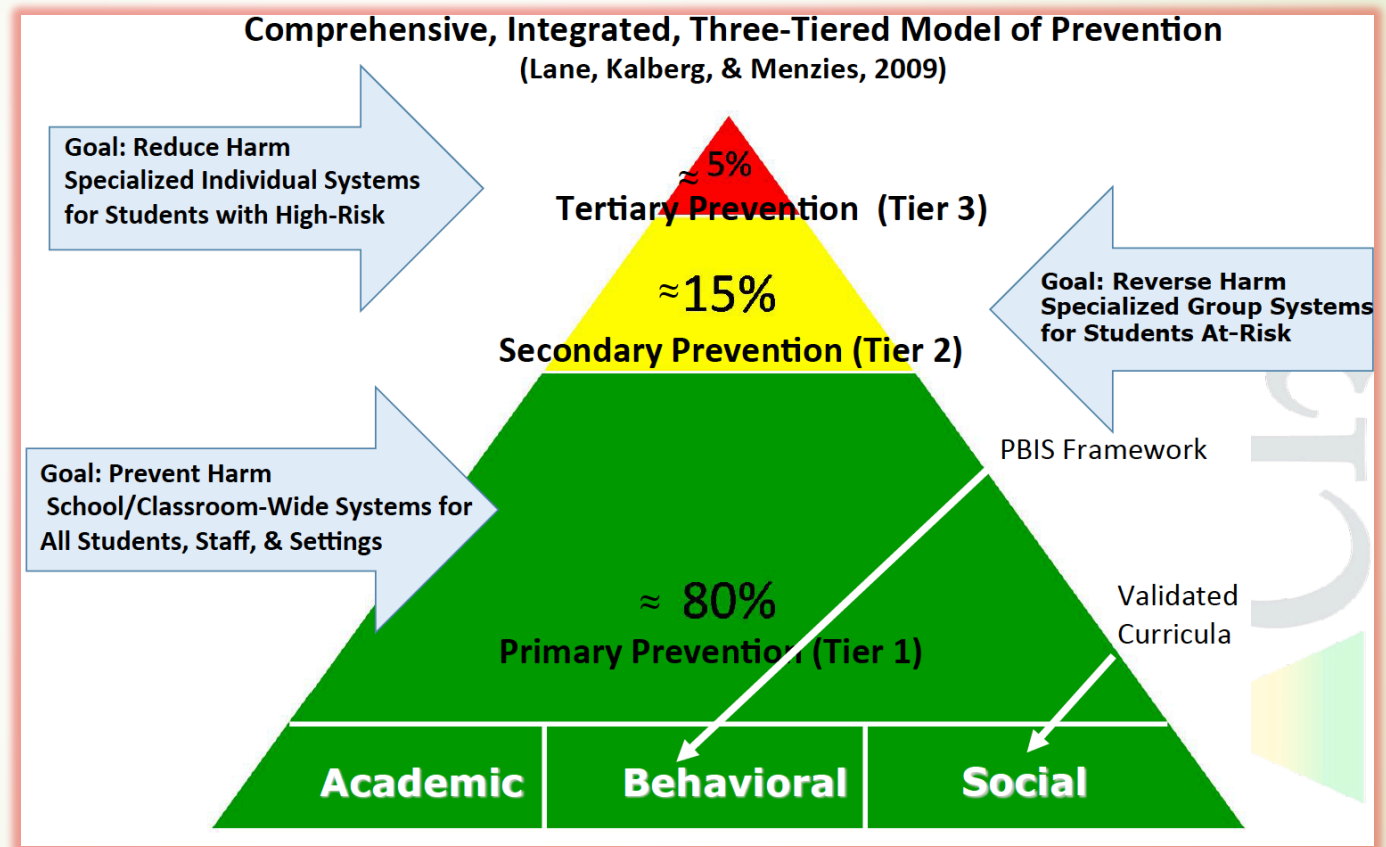 Comprehensive, Integrated, Three-Tiered Model of Prevention
(Lane, Kalberg, & Menzies, 2009)
Goal: Reduce Harm
Specialized Individual Systems
for Students with High-Risk
≈ 5%
Tertiary Prevention (Tier 3)
Goal: Reverse Harm
Specialized Group Systems
for Students At-Risk
≈15%
Secondary Prevention (Tier 2)
PBIS Framework
Goal: Prevent Harm
School/Classroom-Wide Systems for
All Students, Staff, & Settings
≈ 80%
Primary Prevention (Tier 1)
Validated
Curricula
Academic
Behavioral
Social